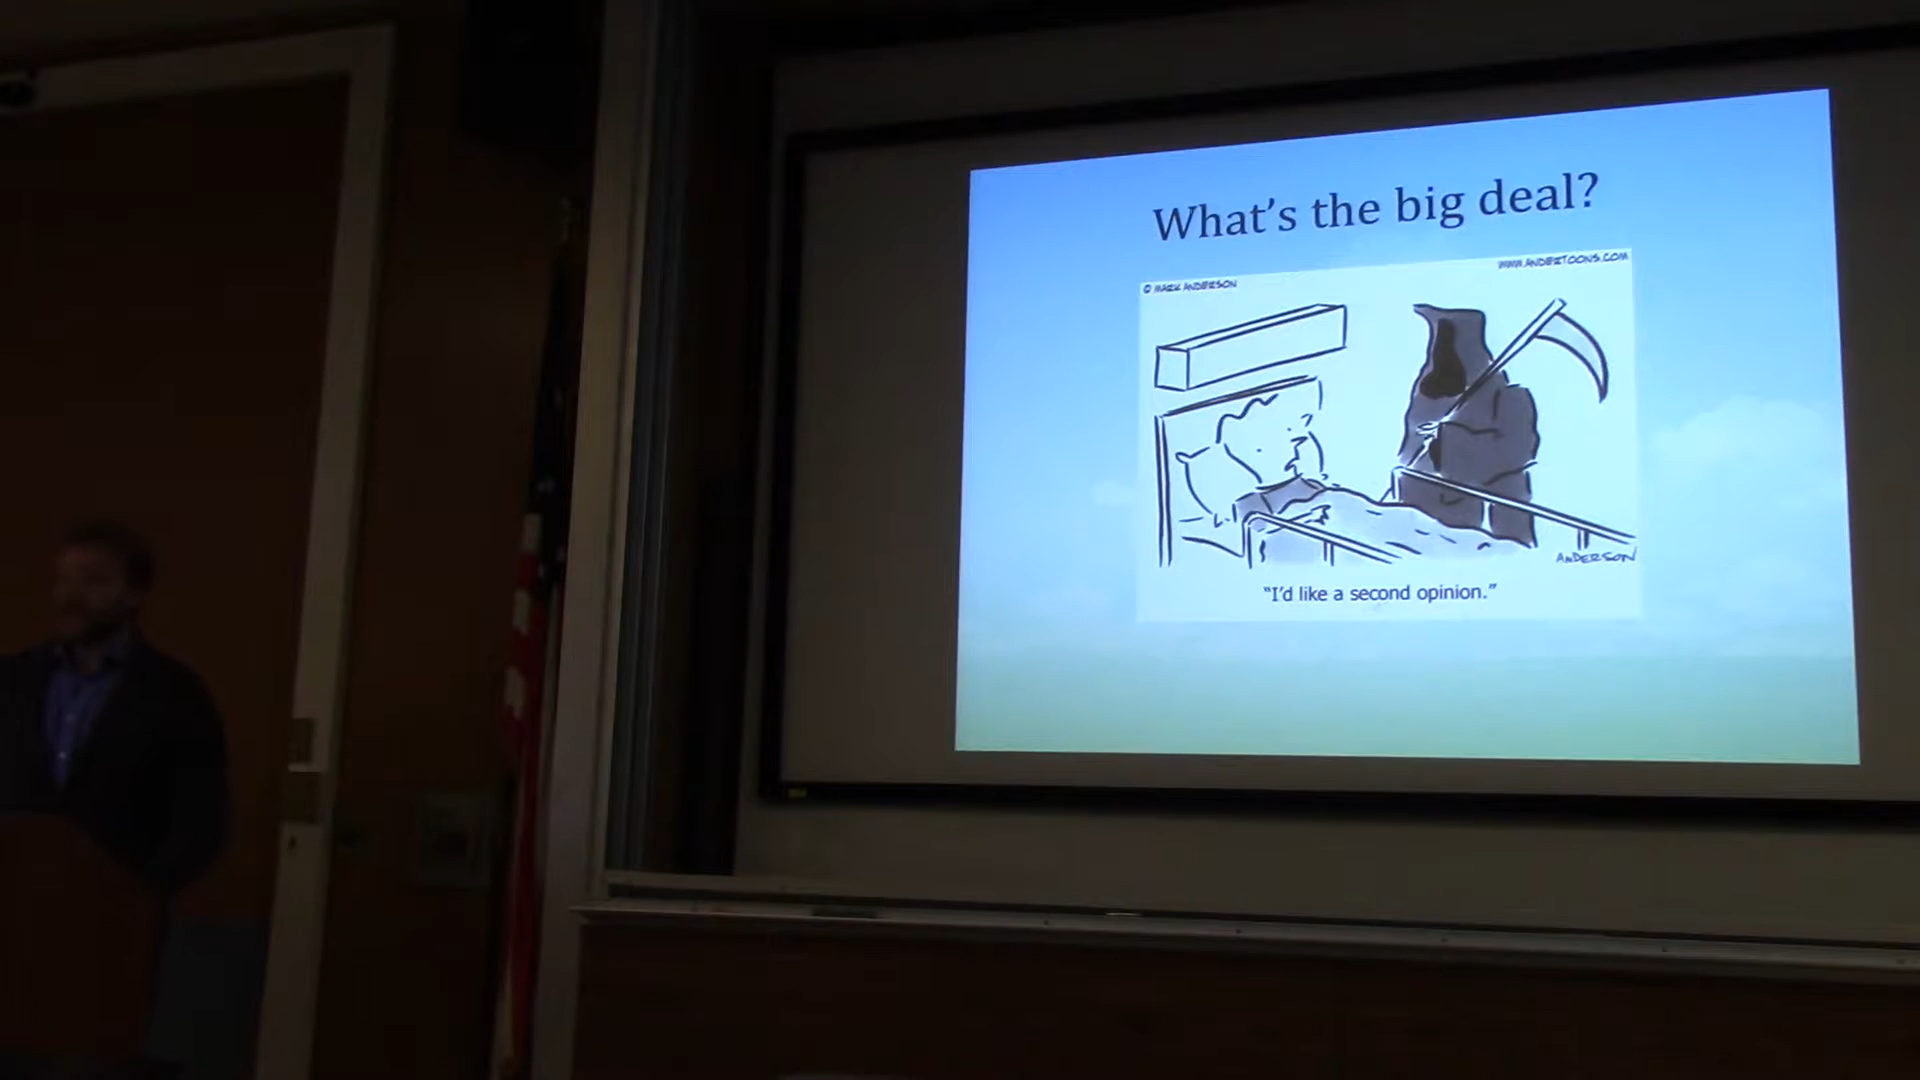 What's the big deal?
© MARK ANDERSON
WWW.ANDERTOONS.COM
ANDERSON
"I'd like a second opinion."